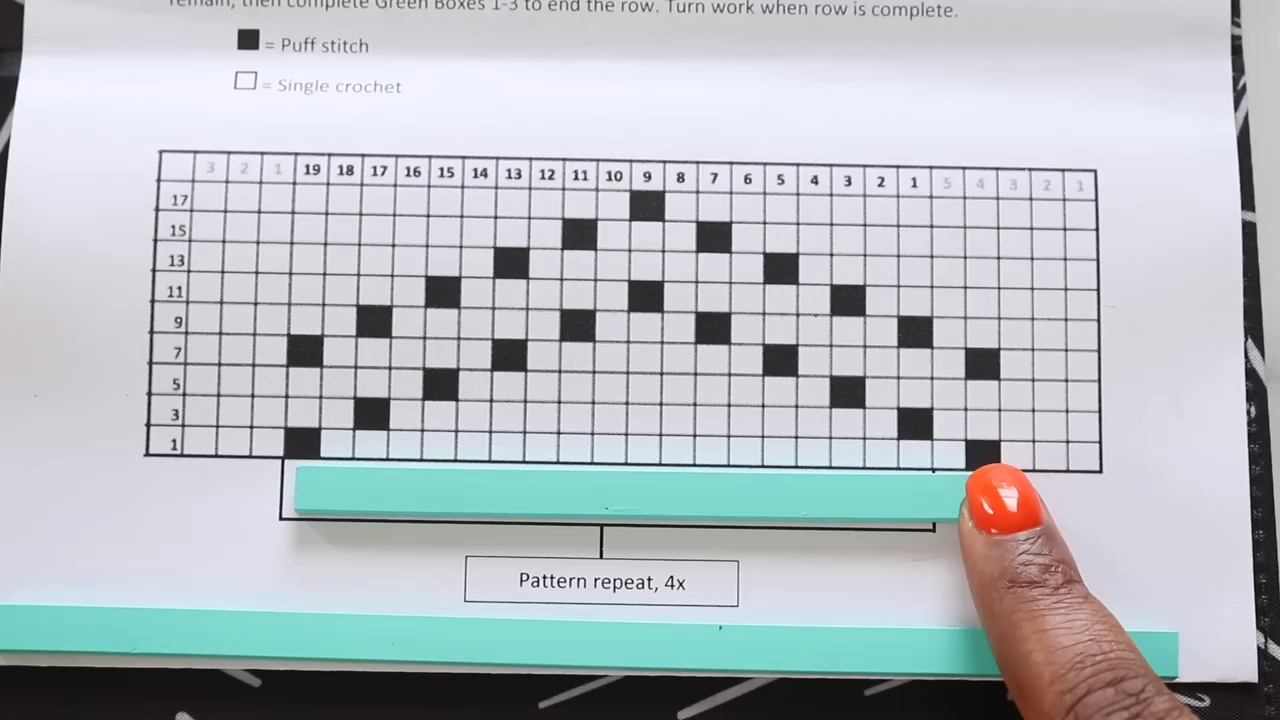 remain, then complete Green Boxes 1-3 to end the row. Turn work when row is complete.
= Puff stitch
= Single crochet
3 2 1 19 18 17 16 15 14 13 12 11 10 9 8 7 6 5 4 3 2 1 5 4 3 2 1
17
15
13
11
9
7
5
3
1
Pattern repeat, 4x